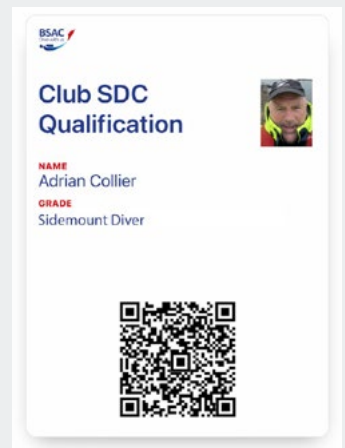 BSAC
Club SDC
Qualification
NAME
Adrian Collier
GRADE
Sidemount Diver